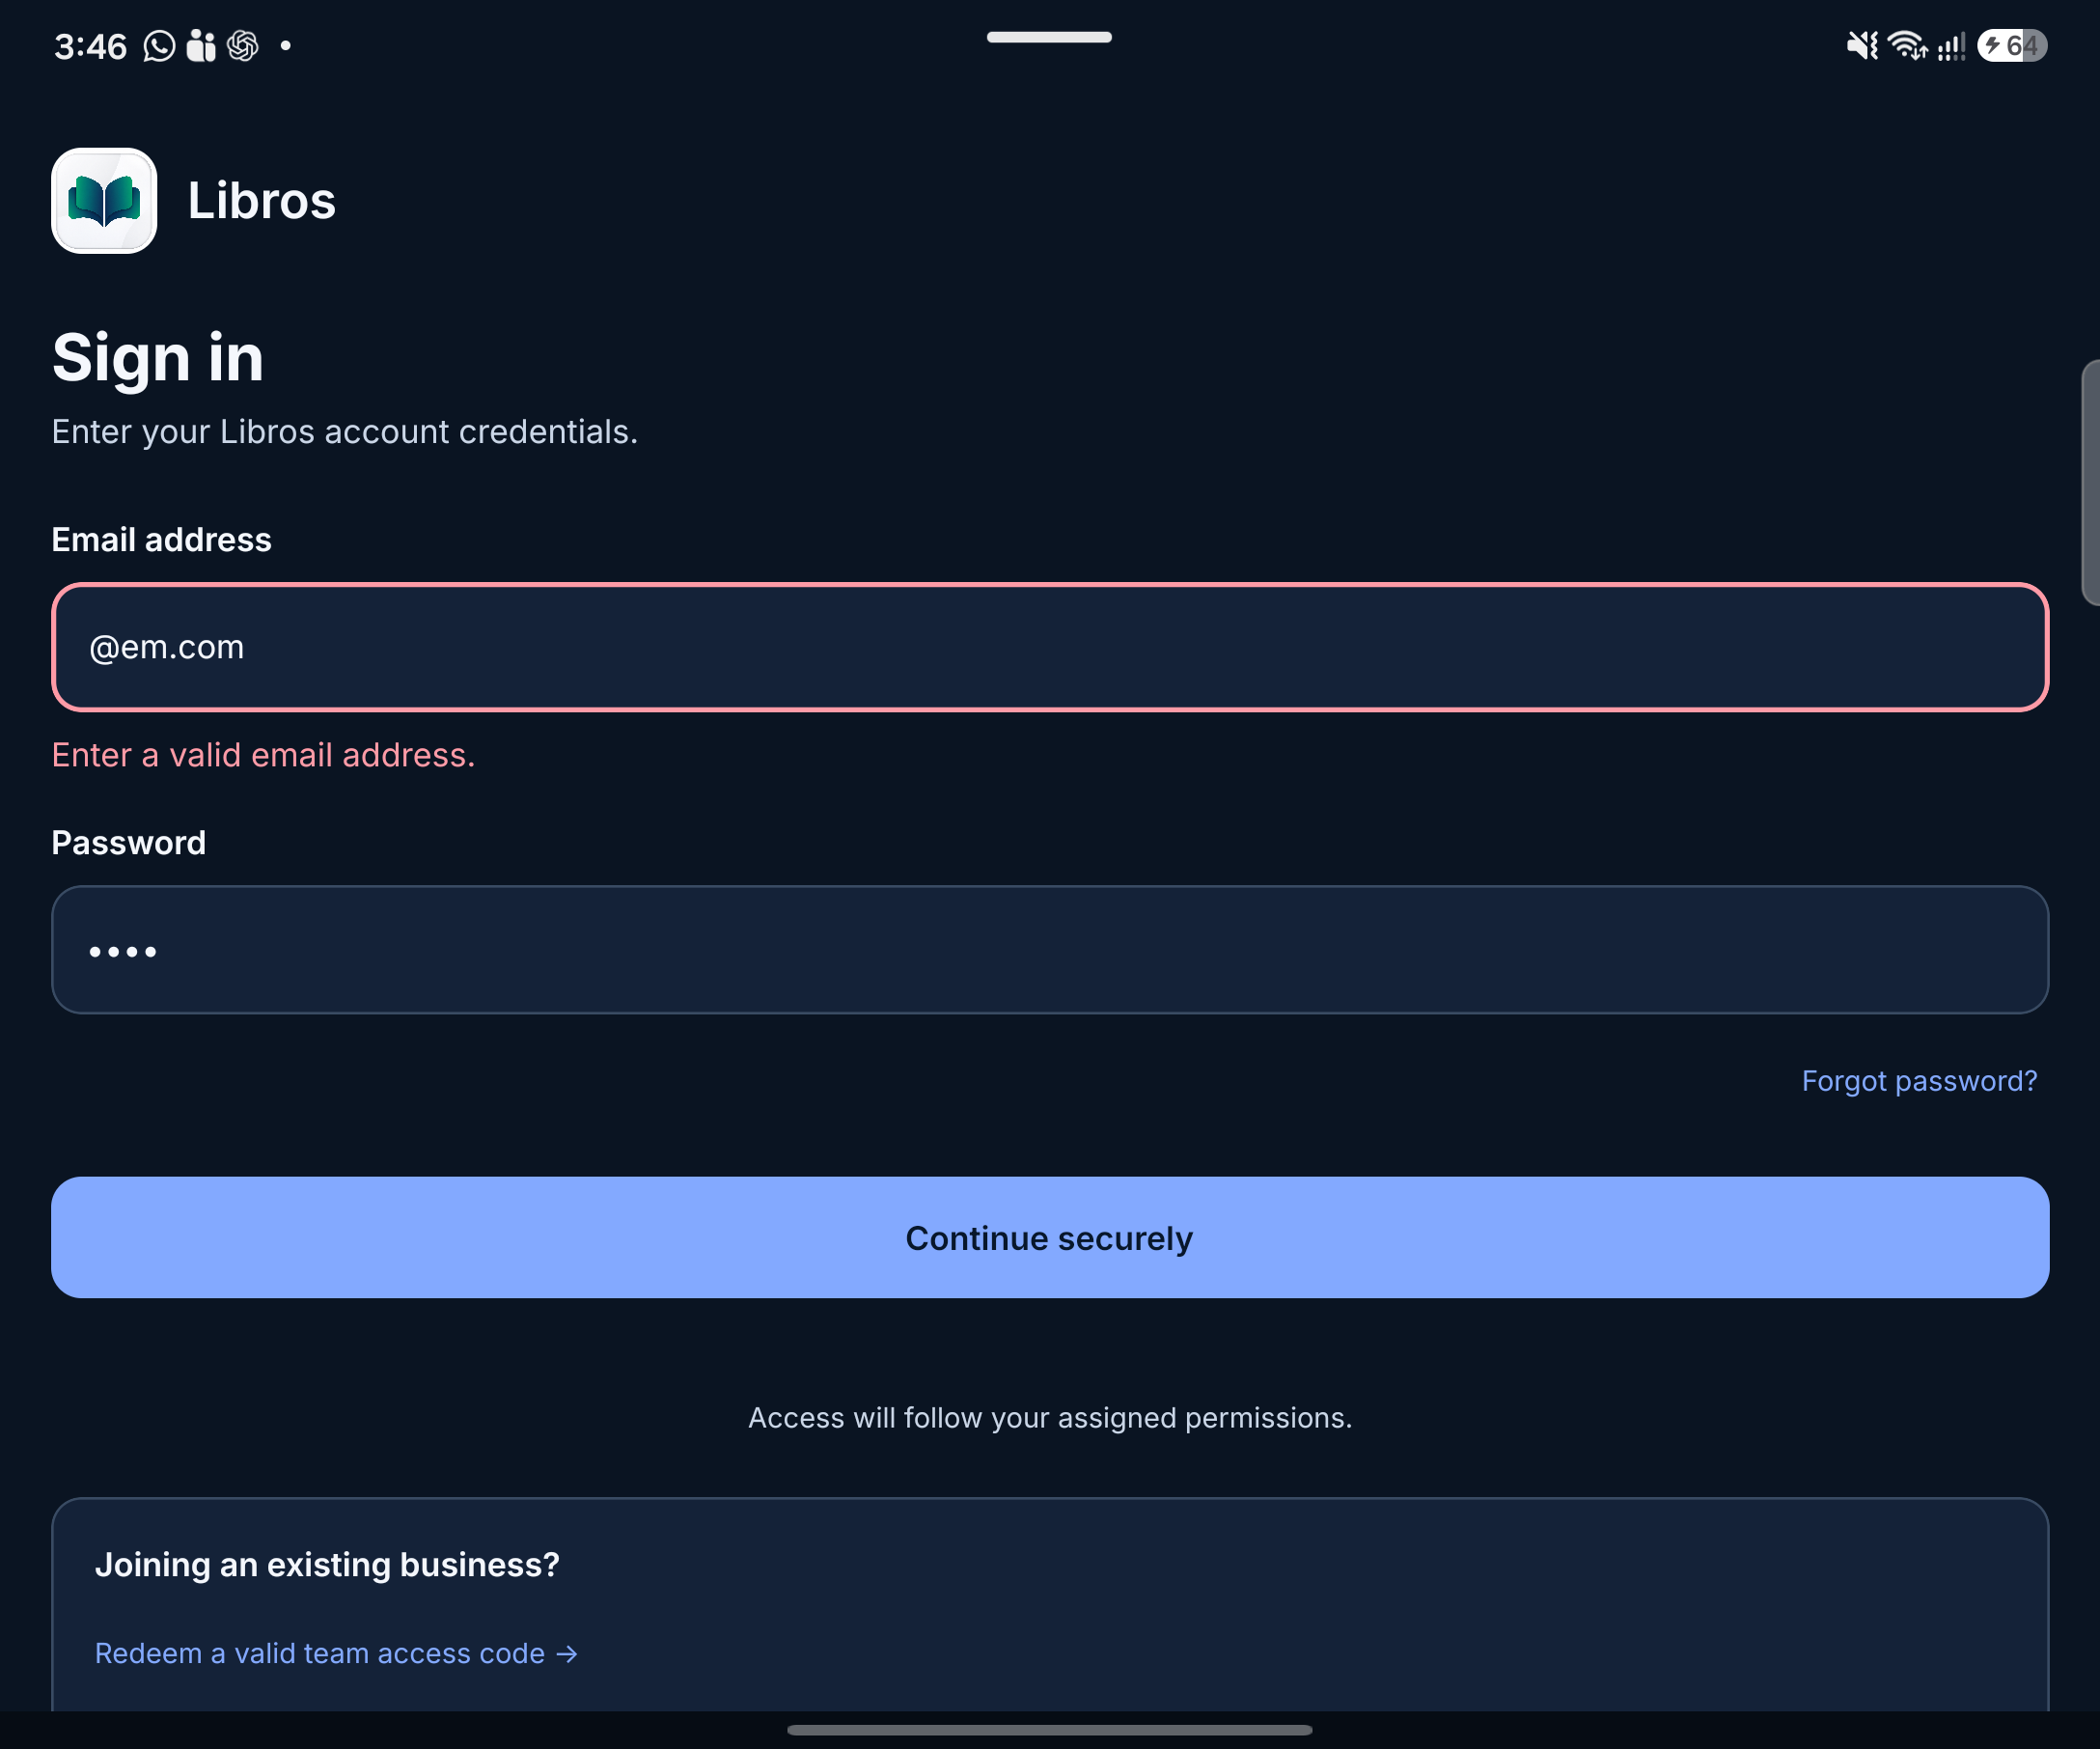 3:46
64
Libros
Sign in
Enter your Libros account credentials.
Email address
@em.com
Enter a valid email address.
Password
••••
Forgot password?
Continue securely
Access will follow your assigned permissions.
Joining an existing business?
Redeem a valid team access code →